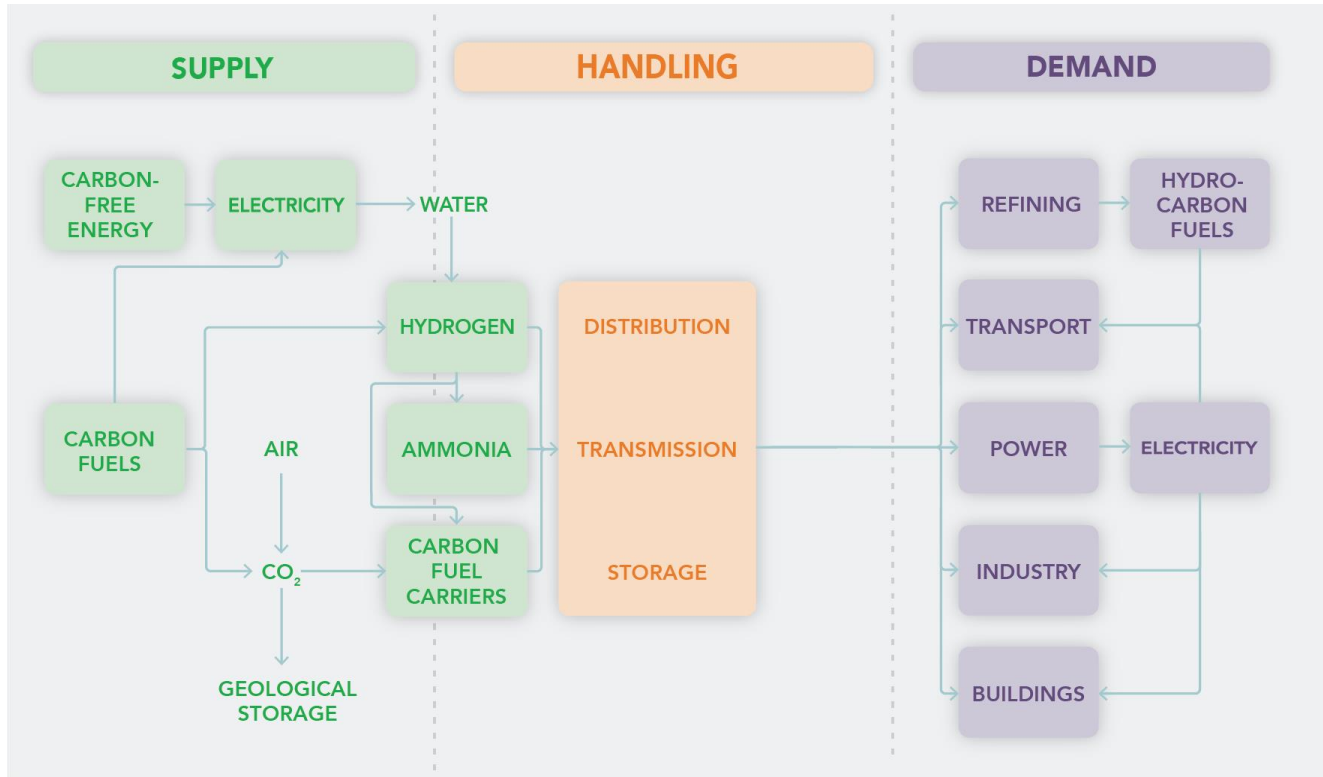 SUPPLY
HANDLING
DEMAND
CARBON-
FREE
ENERGY
ELECTRICITY
WATER
HYDROGEN
CARBON
FUELS
AIR
AMMONIA
CO₂
CARBON
FUEL
CARRIERS
GEOLOGICAL
STORAGE
DISTRIBUTION
TRANSMISSION
STORAGE
REFINING
HYDRO-
CARBON
FUELS
TRANSPORT
POWER
ELECTRICITY
INDUSTRY
BUILDINGS